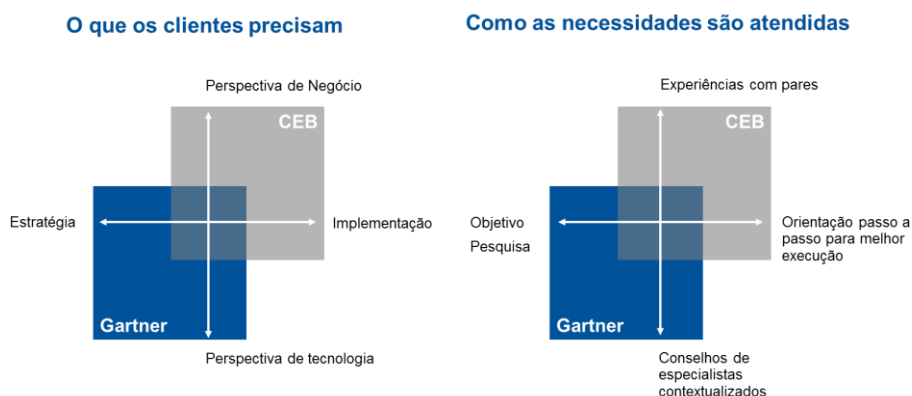 O que os clientes precisam
Perspectiva de Negócio
CEB
Estratégia
Implementação
Gartner
Perspectiva de tecnologia
Como as necessidades são atendidas
Experiências com pares
CEB
Objetivo
Pesquisa
Orientação passo a
passo para melhor
execução
Gartner
Conselhos de
especialistas
contextualizados